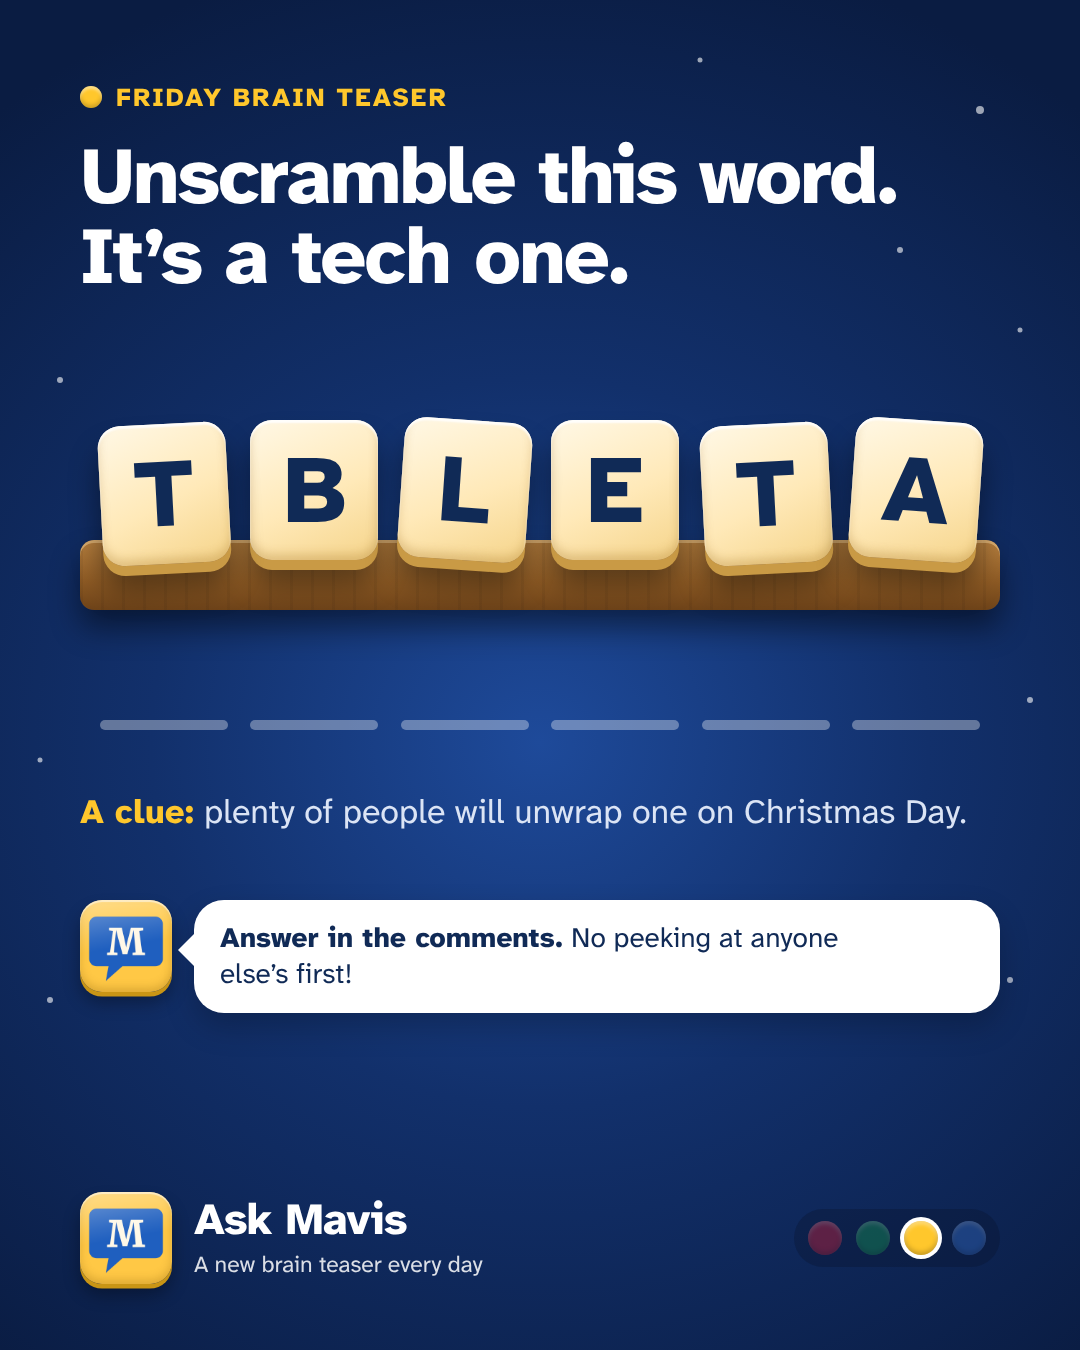 FRIDAY BRAIN TEASER
Unscramble this word.
It’s a tech one.
T B L E T A
A clue: plenty of people will unwrap one on Christmas Day.
M
Answer in the comments. No peeking at anyone
else’s first!
M
Ask Mavis
A new brain teaser every day